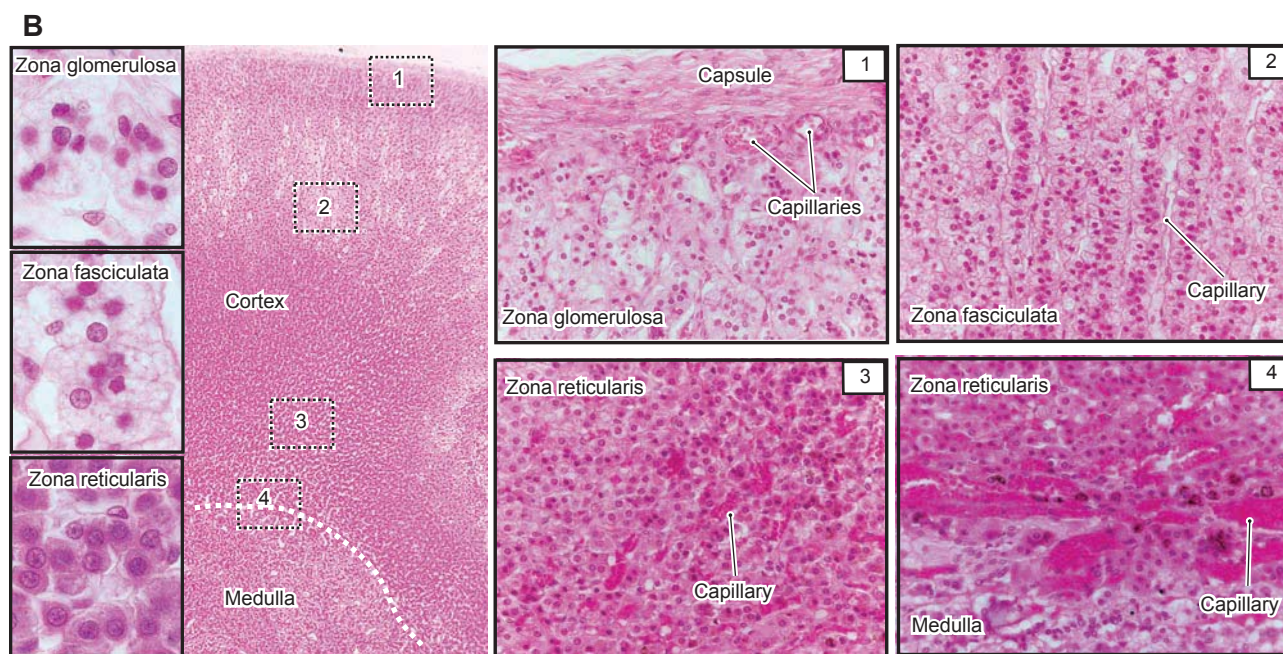 B
Zona glomerulosa
Zona fasciculata
Zona reticularis
1
2
Cortex
3
4
Medulla
1
Capsule
Capillaries
Zona glomerulosa
2
Capillary
Zona fasciculata
3
Zona reticularis
Capillary
4
Zona reticularis
Capillary
Medulla